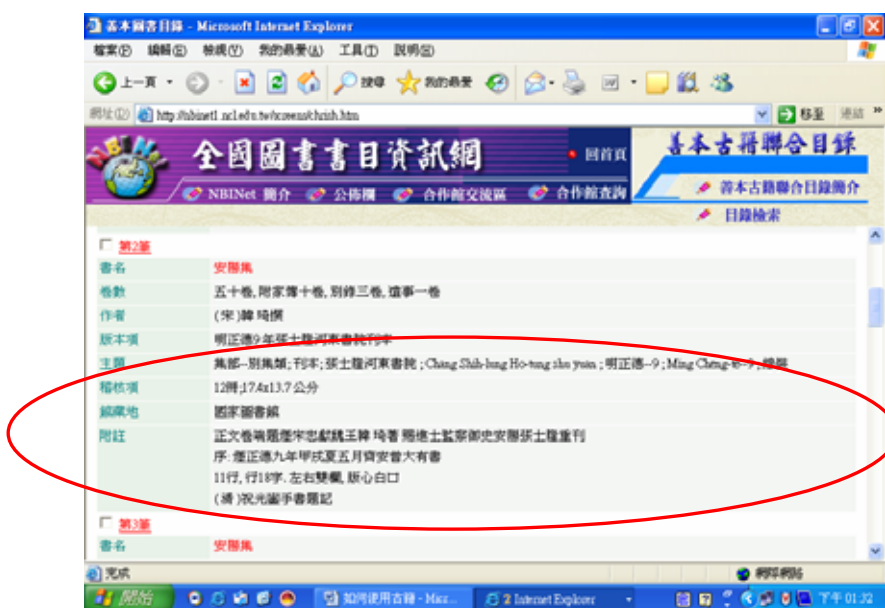 善本圖書目錄 - Microsoft Internet Explorer
檔案(F) 編輯(E) 檢視(V) 我的最愛(A) 工具(T) 說明(H)
上一頁 搜尋 我的最愛
網址(D) http://nbinet1.ncl.edu.tw/screens/chrish.htm 移至 連結 »
全國圖書書目資訊網 回首頁 善本古籍聯合目錄
NBINet 簡介 公佈欄 合作館交流區 合作館查詢 善本古籍聯合目錄簡介
目錄檢索
第2筆
書名 安陽集
卷數 五十卷, 附家傳十卷, 別錄三卷, 遺事一卷
作者 (宋)韓 琦撰
版本項 明正德9年張士隆河東書院刊本
主題 集部--別集類; 刊本; 張士隆河東書院 ; Chang Shih-lung Ho-tung shu yuan ; 明正德--9 ; Ming Cheng-te--9 ; 線裝
稽核項 12冊;17.4x13.7 公分
館藏地 國家圖書館
附註 正文卷端題歷宋忠獻魏王韓 琦著 賜進士監察御史安陽張士隆重刊
序: 歷正德九年甲戌夏五月賓安曾大有書
11行, 行18字. 左右雙欄, 版心白口
(清)祝光 手書題記
第3筆
書名 安陽集
完成 網際網路
開始 如何使用古籍 - Micr... 2 Internet Explorer 下午 01:32